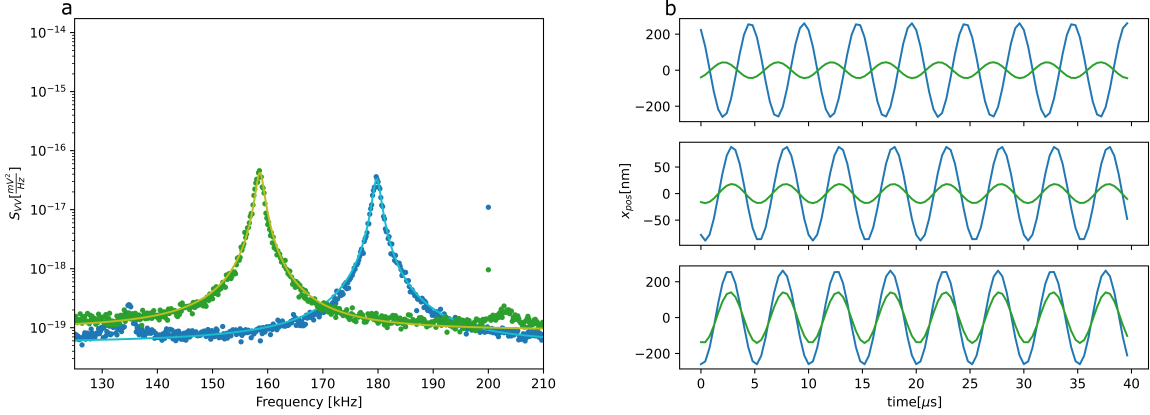 a
10⁻¹⁴
10⁻¹⁵
10⁻¹⁶
10⁻¹⁷
10⁻¹⁸
10⁻¹⁹
S_VV[mV²/Hz]
130 140 150 160 170 180 190 200 210
Frequency [kHz]
b
200
0
−200
50
0
−50
200
0
−200
x_pos[nm]
0 5 10 15 20 25 30 35 40
time[μs]